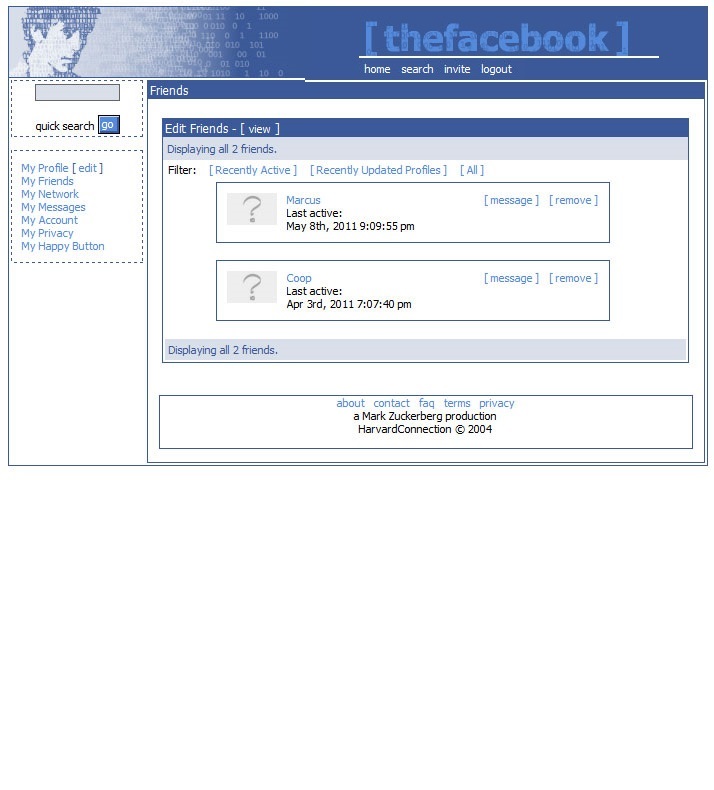 [ thefacebook ]
home search invite logout
quick search go
My Profile [ edit ]
My Friends
My Network
My Messages
My Account
My Privacy
My Happy Button
Friends
Edit Friends - [ view ]
Displaying all 2 friends.
Filter: [ Recently Active ] [ Recently Updated Profiles ] [ All ]
?
Marcus [ message ] [ remove ]
Last active:
May 8th, 2011 9:09:55 pm
?
Coop [ message ] [ remove ]
Last active:
Apr 3rd, 2011 7:07:40 pm
Displaying all 2 friends.
about contact faq terms privacy
a Mark Zuckerberg production
HarvardConnection © 2004